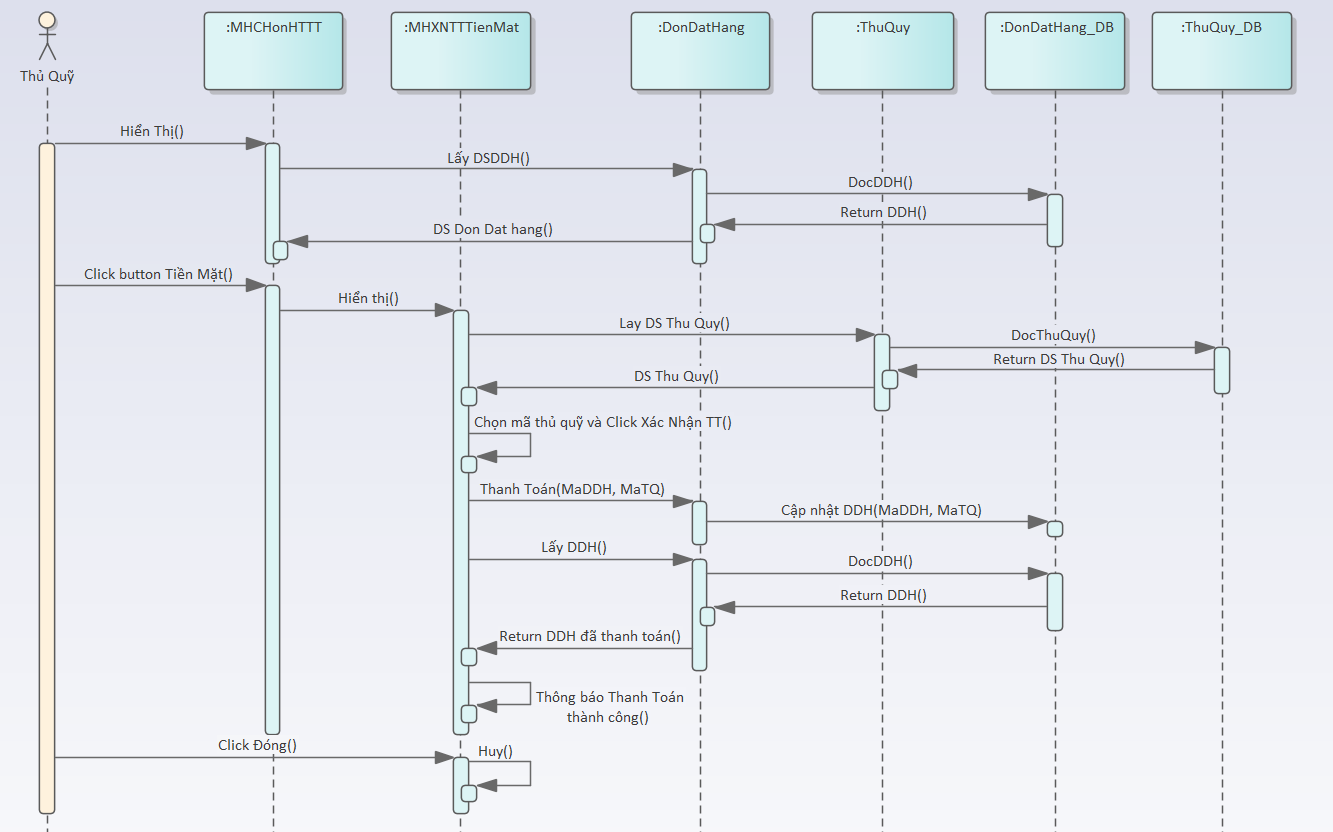 :MHCHonHTTT
:MHXNTTTienMat
:DonDatHang
:ThuQuy
:DonDatHang_DB
:ThuQuy_DB
Thủ Quỹ
Hiển Thị()
Lấy DSDDH()
DocDDH()
Return DDH()
DS Don Dat hang()
Click button Tiền Mặt()
Hiển thị()
Lay DS Thu Quy()
DocThuQuy()
Return DS Thu Quy()
DS Thu Quy()
Chọn mã thủ quỹ và Click Xác Nhận TT()
Thanh Toán(MaDDH, MaTQ)
Cập nhật DDH(MaDDH, MaTQ)
Lấy DDH()
DocDDH()
Return DDH()
Return DDH đã thanh toán()
Thông báo Thanh Toán
thành công()
Click Đóng()
Huy()